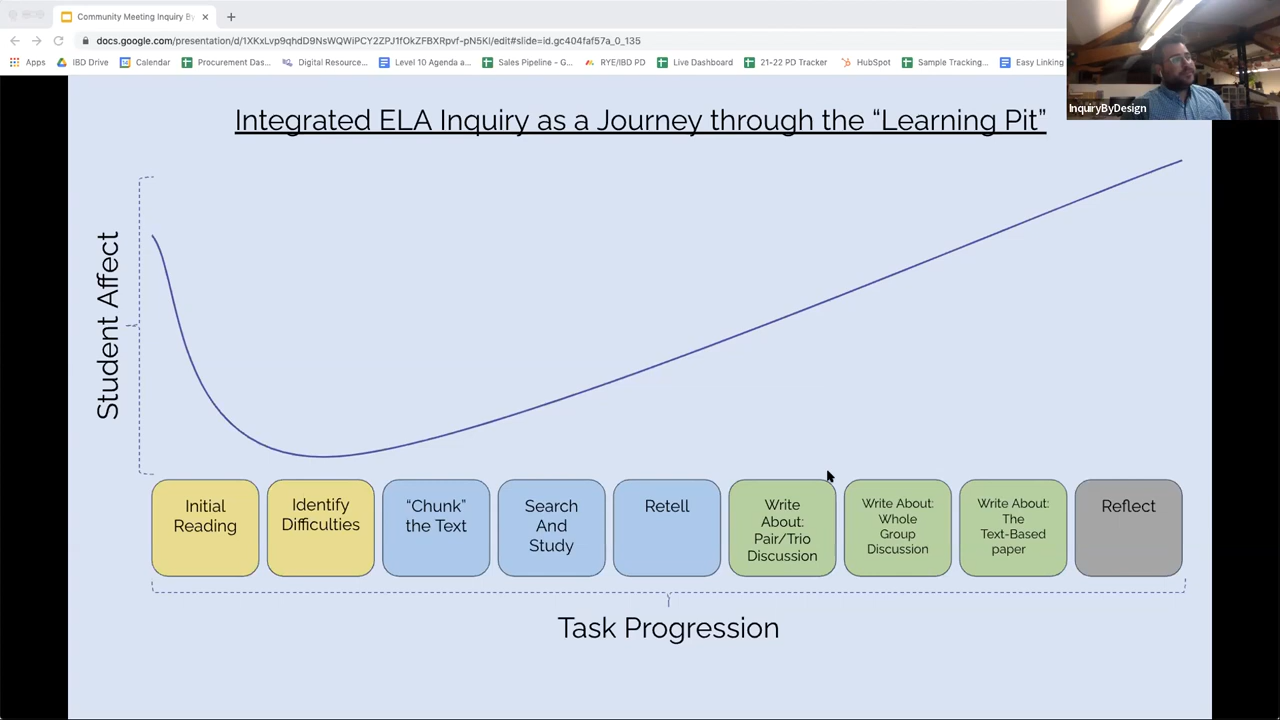 Community Meeting Inquiry By
docs.google.com/presentation/d/1XKxLvp9qhdD9NsWQWiPCY2ZPJ1fOkZFBXRpvf-pN5KI/edit#slide=id.gc404faf57a_0_135
Apps IBD Drive Calendar Procurement Das... Digital Resource... Level 10 Agenda a... Sales Pipeline - G... RYE/IBD PD Live Dashboard 21-22 PD Tracker HubSpot Sample Tracking... Easy Linking
InquiryByDesign
Integrated ELA Inquiry as a Journey through the “Learning Pit”
Student Affect
Initial
Reading
Identify
Difficulties
“Chunk”
the Text
Search
And
Study
Retell
Write
About:
Pair/Trio
Discussion
Write About:
Whole
Group
Discussion
Write About:
The
Text-Based
paper
Reflect
Task Progression